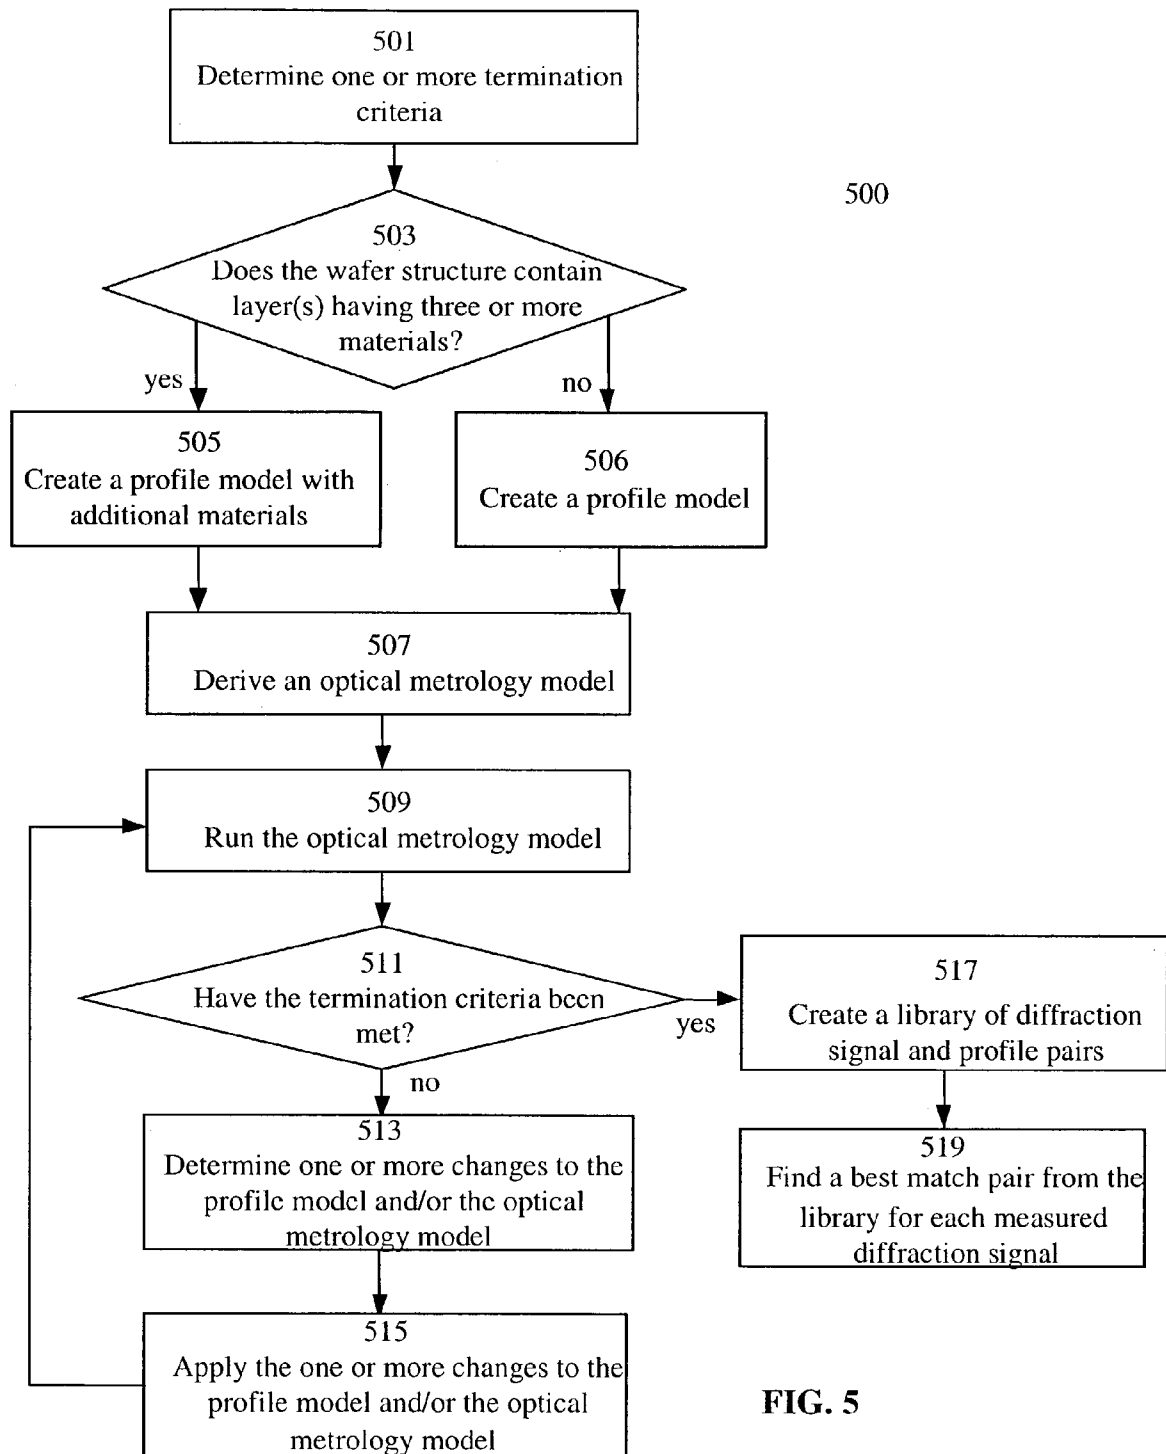 501
Determine one or more termination
criteria
500
503
Does the wafer structure contain
layer(s) having three or more
materials?
yes
no
505
Create a profile model with
additional materials
506
Create a profile model
507
Derive an optical metrology model
509
Run the optical metrology model
511
Have the termination criteria been
met?
yes
no
517
Create a library of diffraction
signal and profile pairs
513
Determine one or more changes to the
profile model and/or the optical
metrology model
519
Find a best match pair from the
library for each measured
diffraction signal
515
Apply the one or more changes to the
profile model and/or the optical
metrology model
FIG. 5